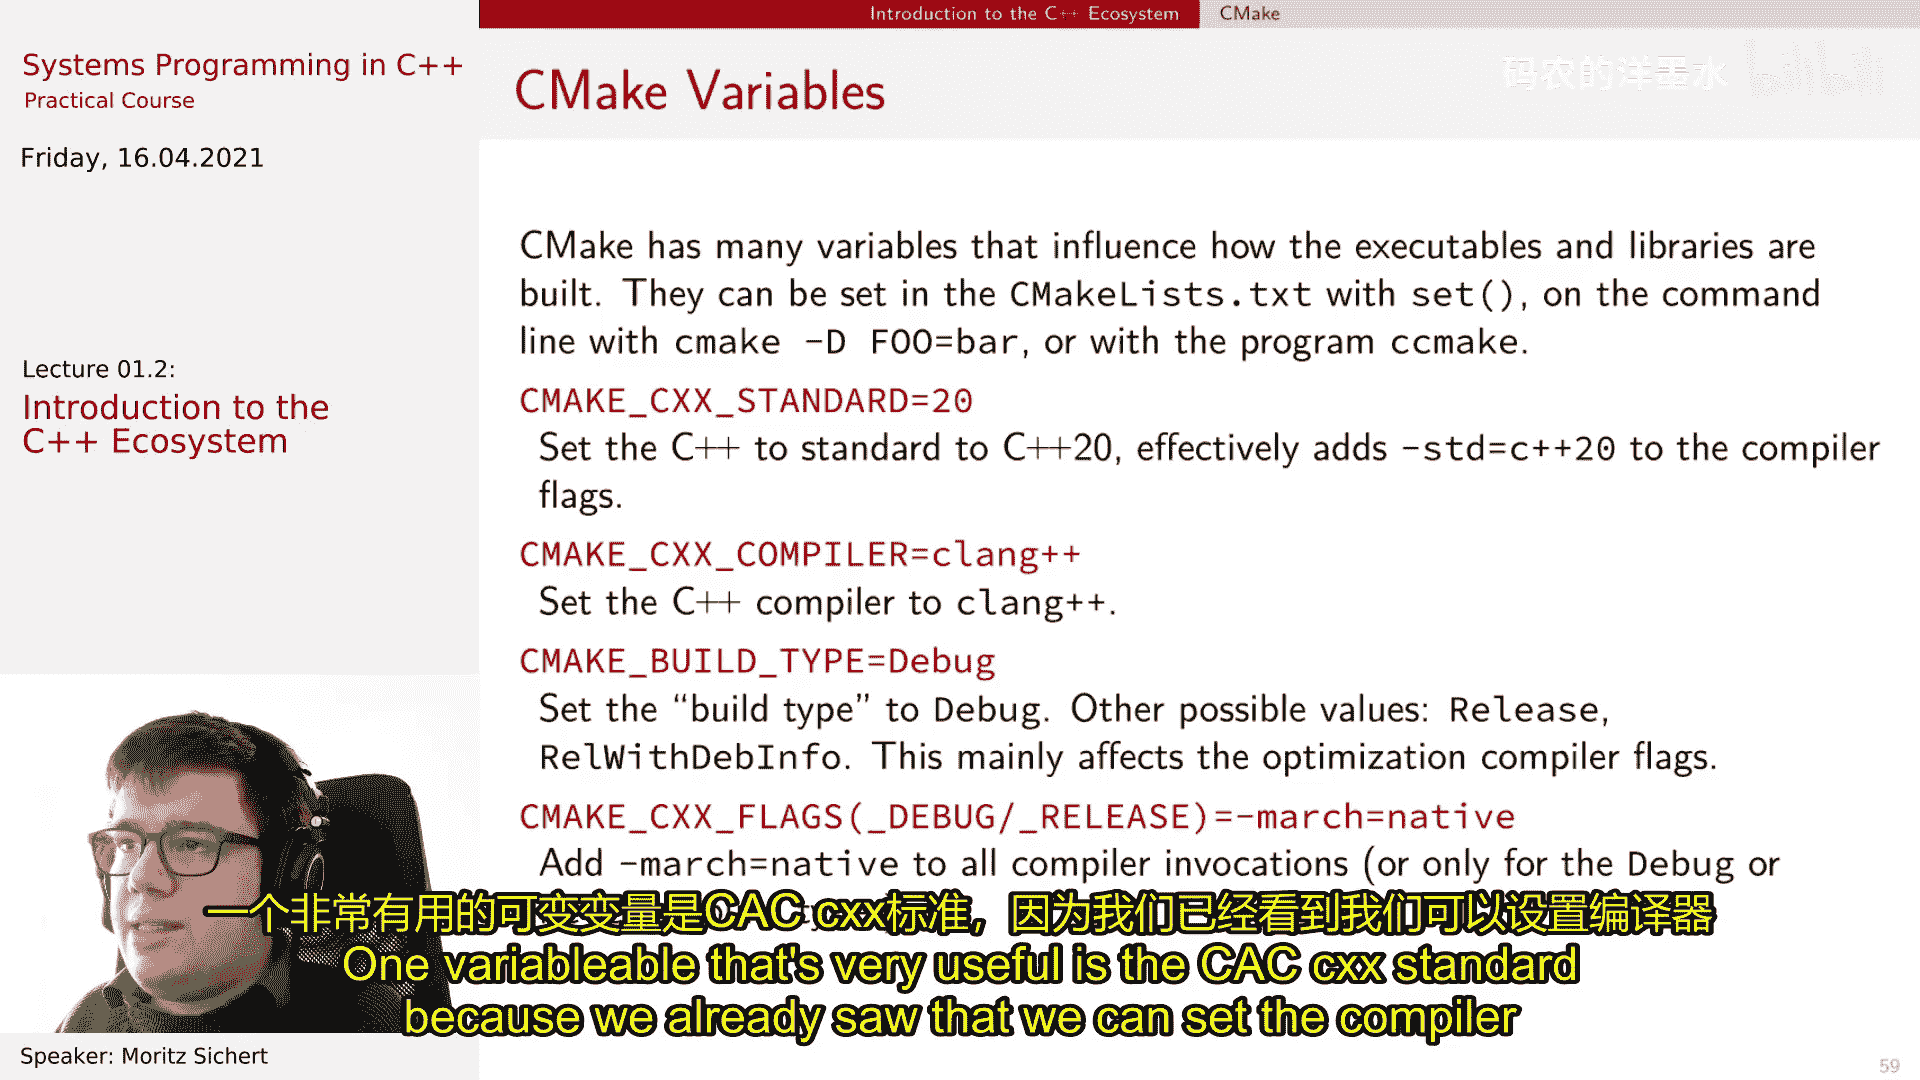 Introduction to the C++ Ecosystem
CMake
Systems Programming in C++
Practical Course
Friday, 16.04.2021
Lecture 01.2:
Introduction to the
C++ Ecosystem
Speaker: Moritz Sichert
CMake Variables
码农的洋墨水
bilibili
CMake has many variables that influence how the executables and libraries are
built. They can be set in the CMakeLists.txt with set(), on the command
line with cmake -D FOO=bar, or with the program ccmake.
CMAKE_CXX_STANDARD=20
Set the C++ to standard to C++20, effectively adds -std=c++20 to the compiler
flags.
CMAKE_CXX_COMPILER=clang++
Set the C++ compiler to clang++.
CMAKE_BUILD_TYPE=Debug
Set the “build type” to Debug. Other possible values: Release,
RelWithDebInfo. This mainly affects the optimization compiler flags.
CMAKE_CXX_FLAGS(_DEBUG/_RELEASE)=-march=native
Add -march=native to all compiler invocations (or only for the Debug or
一个非常有用的可变变量是CAC cxx标准，因为我们已经看到我们可以设置编译器
One variableable that's very useful is the CAC cxx standard
because we already saw that we can set the compiler
59